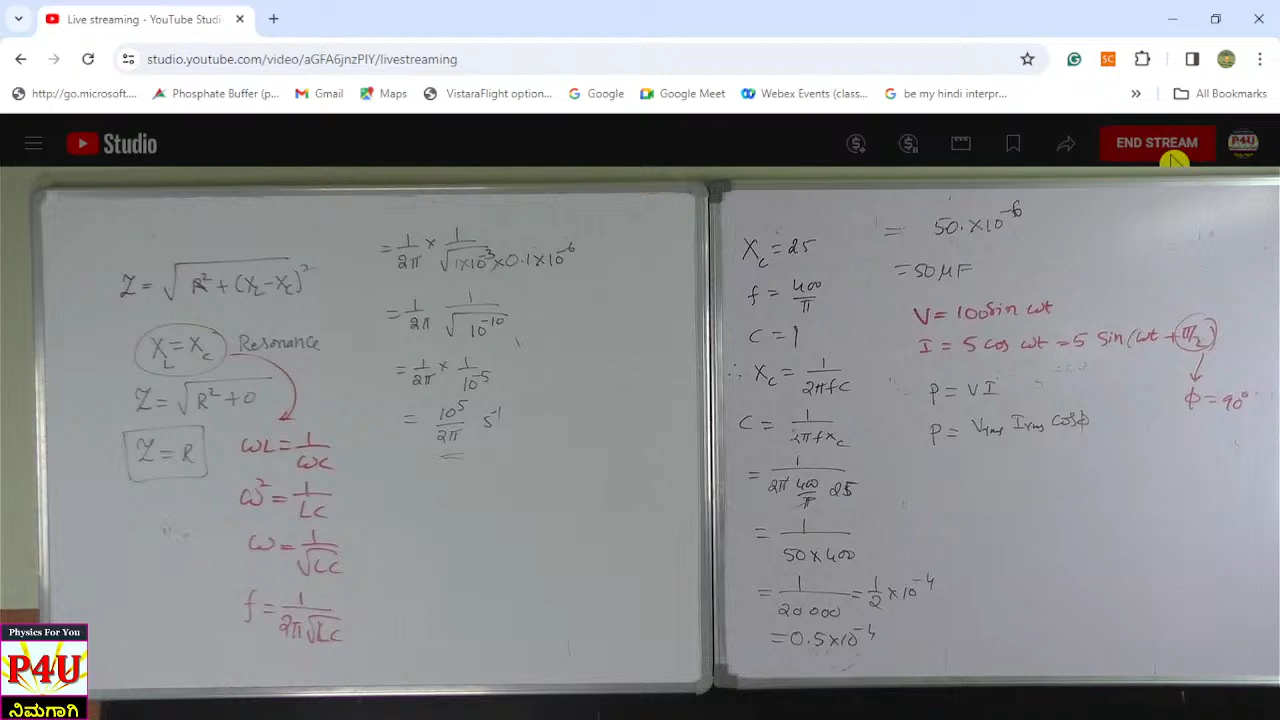 Live streaming - YouTube Studi
studio.youtube.com/video/aGFA6jnzPlY/livestreaming
http://go.microsoft.... Phosphate Buffer (p... Gmail Maps VistaraFlight option... Google Google Meet Webex Events (clas... be my hindi interpr... » All Bookmarks
Studio
END STREAM
P4U
Z = √R² + (X_L - X_C)²
X_L = X_C Resonance
Z = √R² + 0
Z = R
ωL = 1/ωC
ω² = 1/LC
ω = 1/√LC
f = 1/2π√LC
= 1/2π × 1/√1×10⁻³×0.1×10⁻⁶
= 1/2π 1/√10⁻¹⁰
= 1/2π × 1/10⁻⁵
= 10⁵/2π s⁻¹
X_C = 25
f = 400/π
C = ?
∴ X_C = 1/2πfC
C = 1/2πfX_C
= 1/2π 400/π 25
= 1/50×400
= 1/20000 = 1/2 × 10⁻⁴
= 0.5×10⁻⁴
= 50.×10⁻⁶
= 50μF
V = 100 sin ωt
I = 5 cos ωt = 5 sin(ωt + π/2)
P = VI
ϕ = 90°
P = V_rms I_rms cosϕ
Physics For You
P4U
ನಿಮಗಾಗಿ